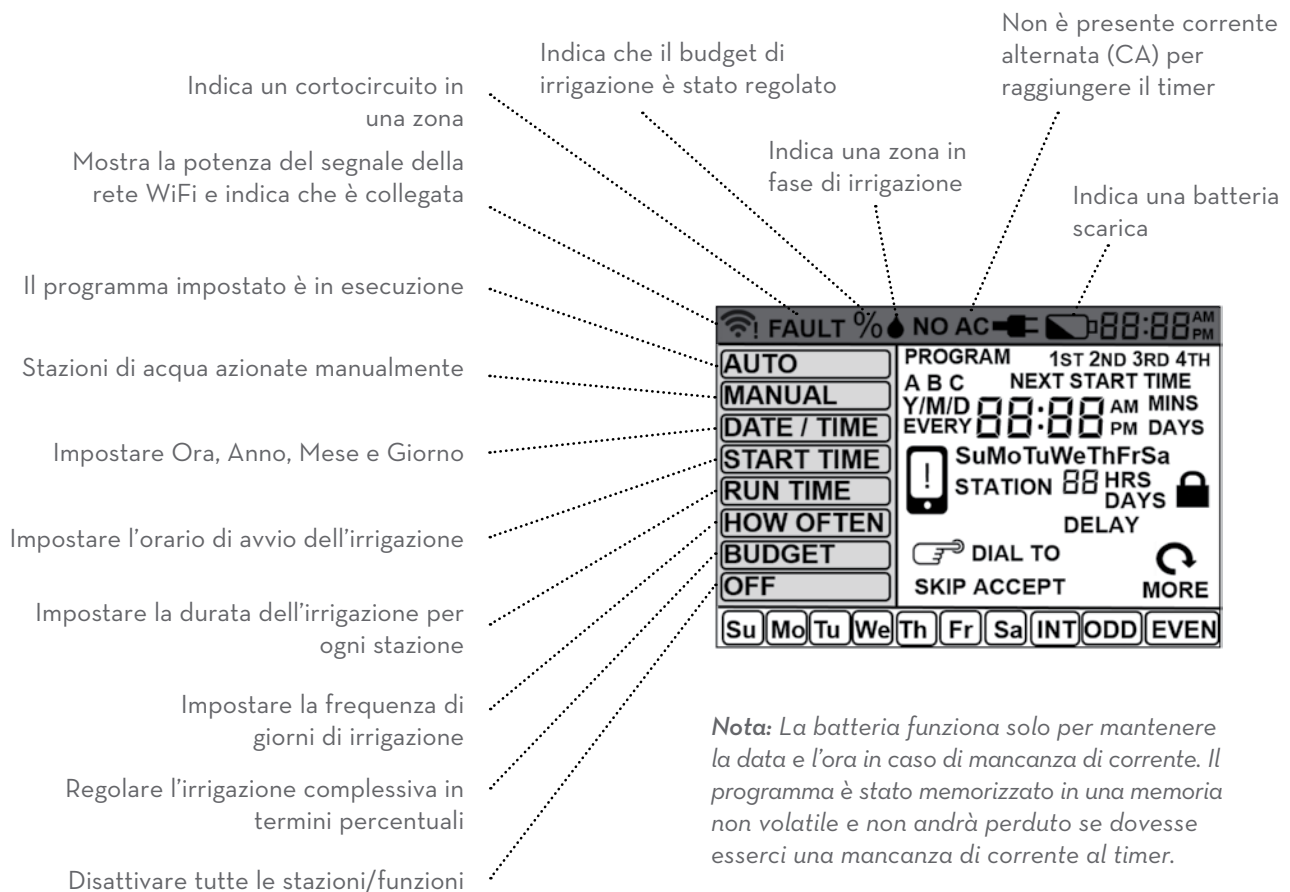 Non è presente corrente
alternata (CA) per
raggiungere il timer
Indica che il budget di
irrigazione è stato regolato
Indica un cortocircuito in
una zona
Indica una zona in
fase di irrigazione
Mostra la potenza del segnale della
rete WiFi e indica che è collegata
Indica una batteria
scarica
Il programma impostato è in esecuzione
Stazioni di acqua azionate manualmente
Impostare Ora, Anno, Mese e Giorno
Impostare l'orario di avvio dell'irrigazione
Impostare la durata dell'irrigazione per
ogni stazione
Impostare la frequenza di
giorni di irrigazione
Regolare l'irrigazione complessiva in
termini percentuali
Disattivare tutte le stazioni/funzioni
! FAULT % NO AC 88:88 AM PM
AUTO
MANUAL
DATE / TIME
START TIME
RUN TIME
HOW OFTEN
BUDGET
OFF
PROGRAM 1ST 2ND 3RD 4TH
A B C NEXT START TIME
Y/M/D 88:88 AM MINS
EVERY PM DAYS
SuMoTuWeThFrSa
! STATION 88 HRS
DAYS
DELAY
DIAL TO
SKIP ACCEPT MORE
Su Mo Tu We Th Fr Sa INT ODD EVEN
Nota: La batteria funziona solo per mantenere
la data e l'ora in caso di mancanza di corrente. Il
programma è stato memorizzato in una memoria
non volatile e non andrà perduto se dovesse
esserci una mancanza di corrente al timer.